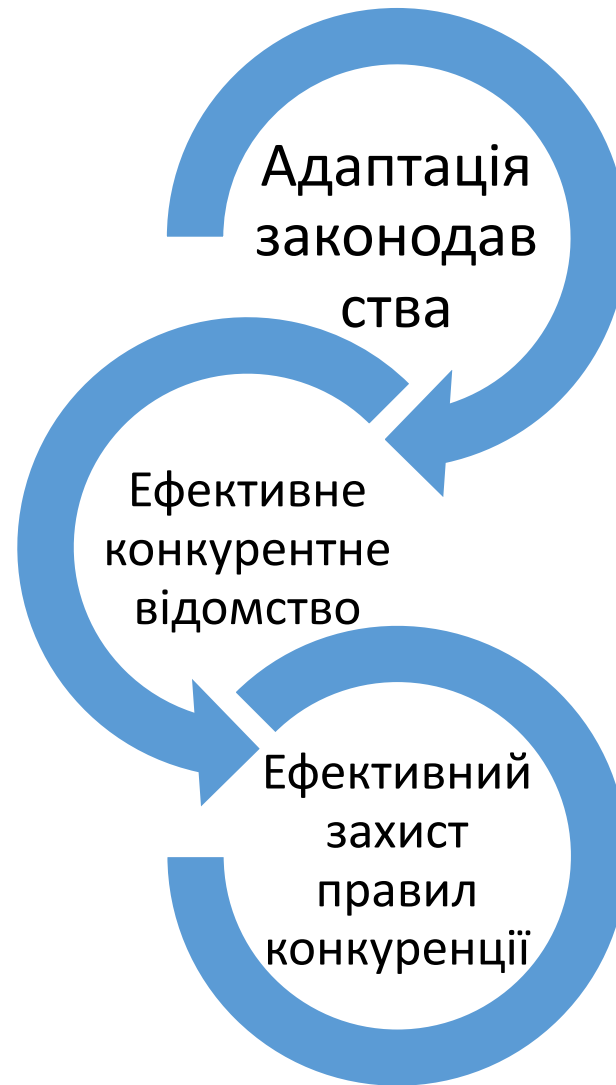 Адаптація
законодав
ства
Ефективне
конкурентне
відомство
Ефективний
захист
правил
конкуренції